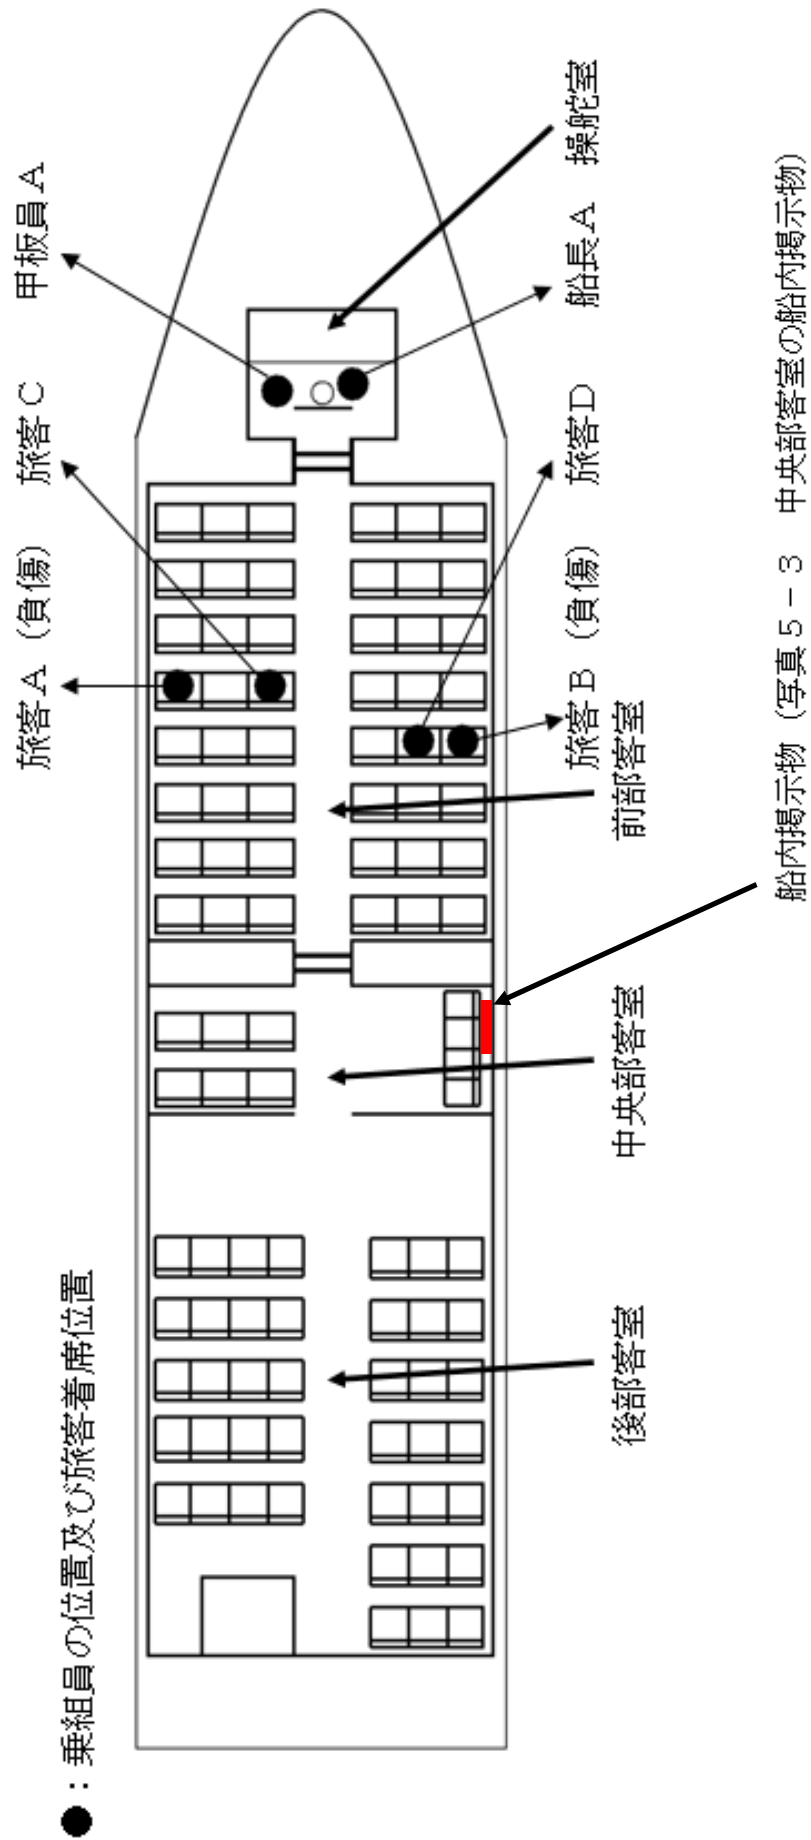 ●：乗組員の位置及び旅客着席位置
甲板員Ａ
旅客Ｃ
旅客Ａ（負傷）
操舵室
船長Ａ
旅客Ｄ
旅客Ｂ（負傷）
前部客室
中央部客室
後部客室
船内掲示物（写真５－３　中央部客室の船内掲示物）